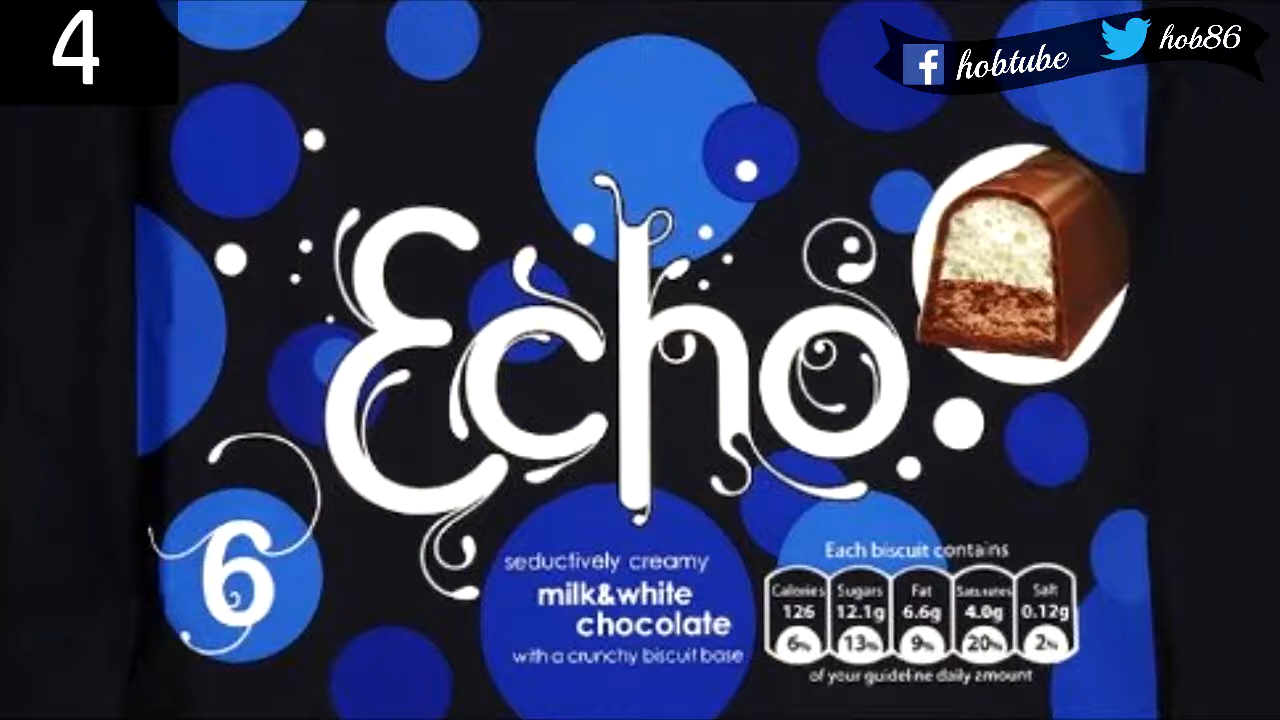 4
hobtube
hob86
Echo
6
seductively creamy
milk&white
chocolate
with a crunchy biscuit base
Each biscuit contains
Calories Sugars Fat Saturates Salt
126 12.1g 6.6g 4.0g 0.12g
6% 13% 9% 20% 2%
of your guideline daily amount